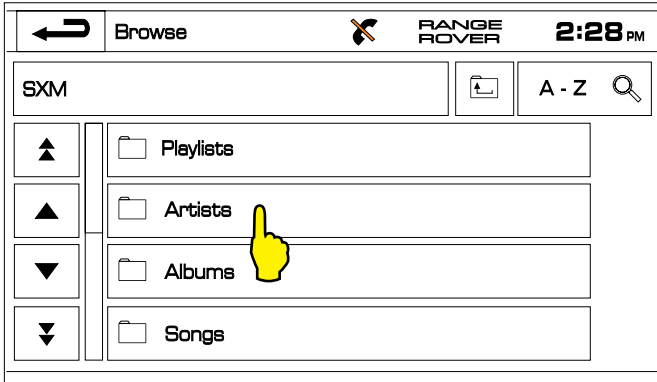 Browse
RANGE
ROVER
2:28 PM
SXM
A - Z
Playlists
Artists
Albums
Songs